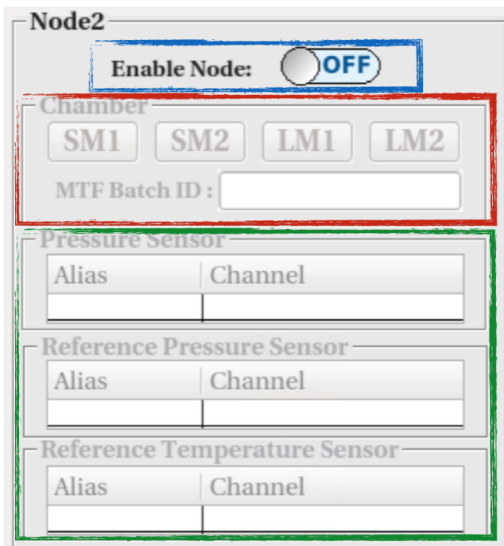 Node2
Enable Node: OFF
Chamber
SM1 SM2 LM1 LM2
MTF Batch ID :
Pressure Sensor
Alias Channel
Reference Pressure Sensor
Alias Channel
Reference Temperature Sensor
Alias Channel